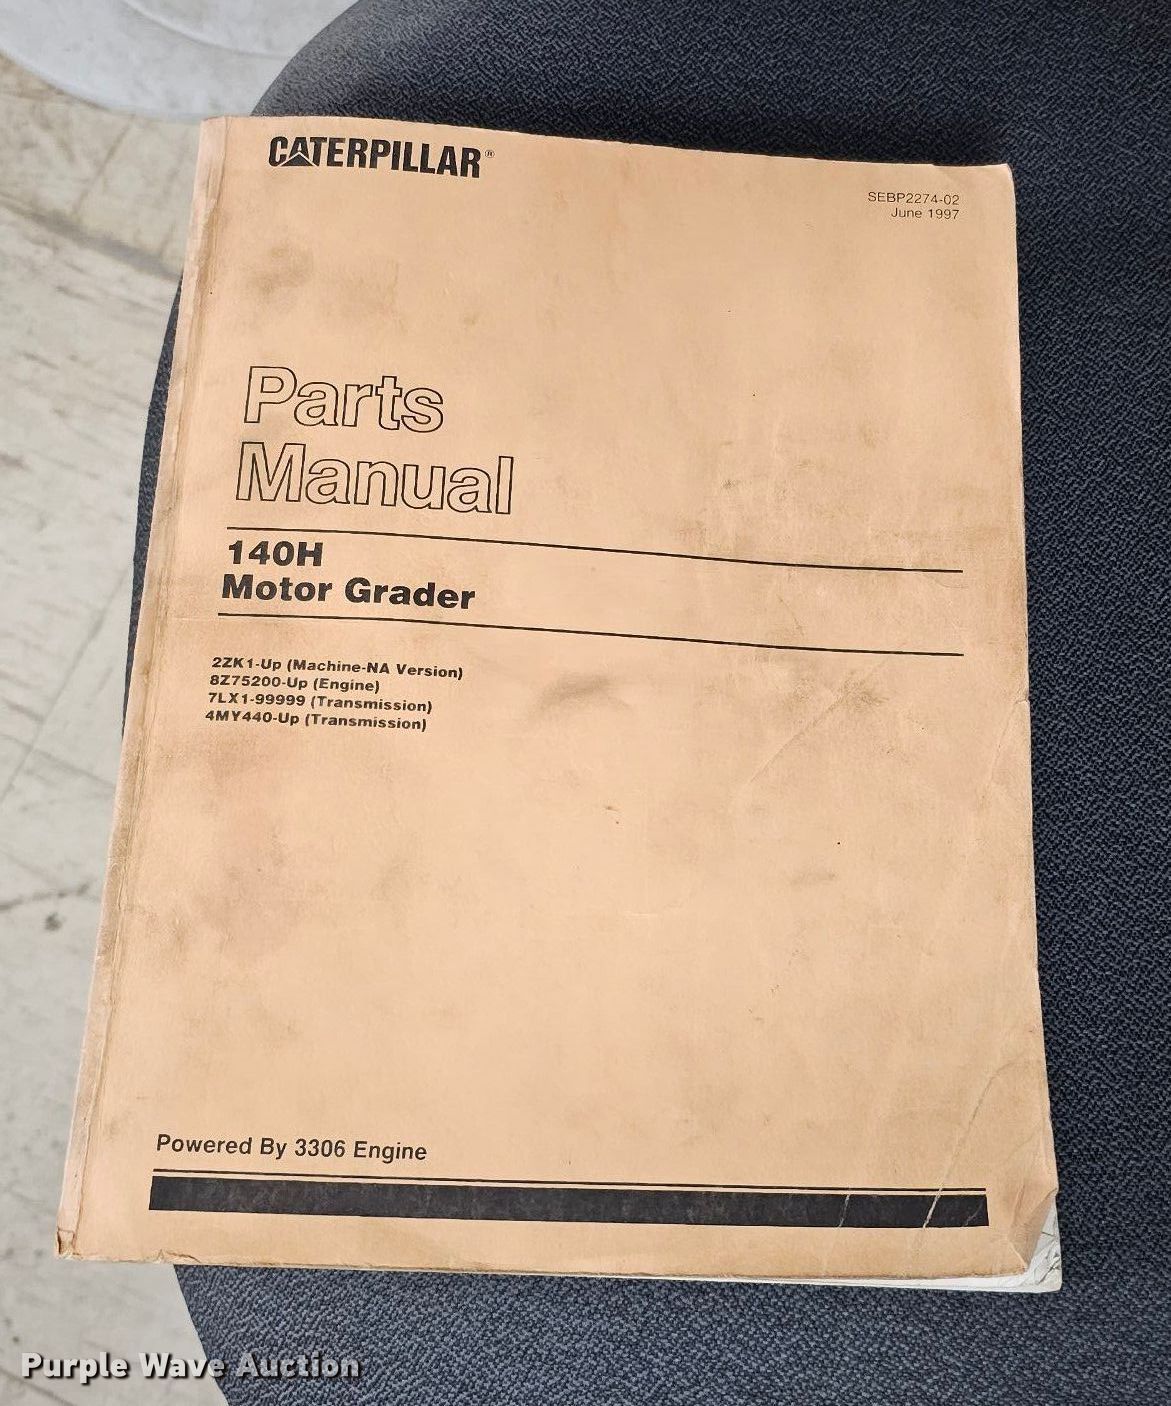 CATERPILLAR®
SEBP2274-02
June 1997
Parts
Manual
140H
Motor Grader
2ZK1-Up (Machine-NA Version)
8Z75200-Up (Engine)
7LX1-99999 (Transmission)
4MY440-Up (Transmission)
Powered By 3306 Engine
Purple Wave Auction